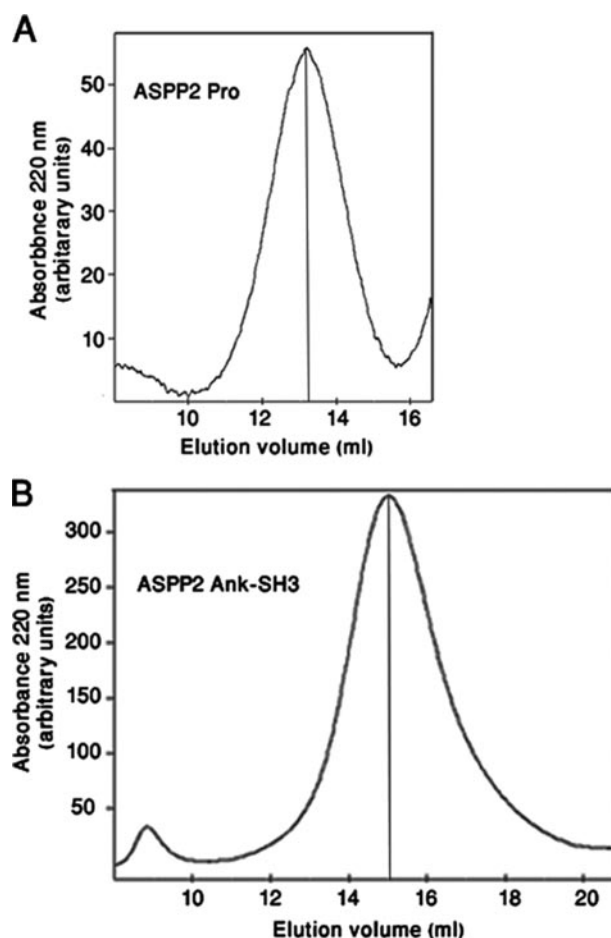 A
ASPP2 Pro
Absorbbnce 220 nm
(arbitarary units)
50
40
30
20
10
10 12 14 16
Elution volume (ml)
B
ASPP2 Ank-SH3
Absorbance 220 nm
(arbitrary units)
300
250
200
150
100
50
10 12 14 16 18 20
Elution volume (ml)